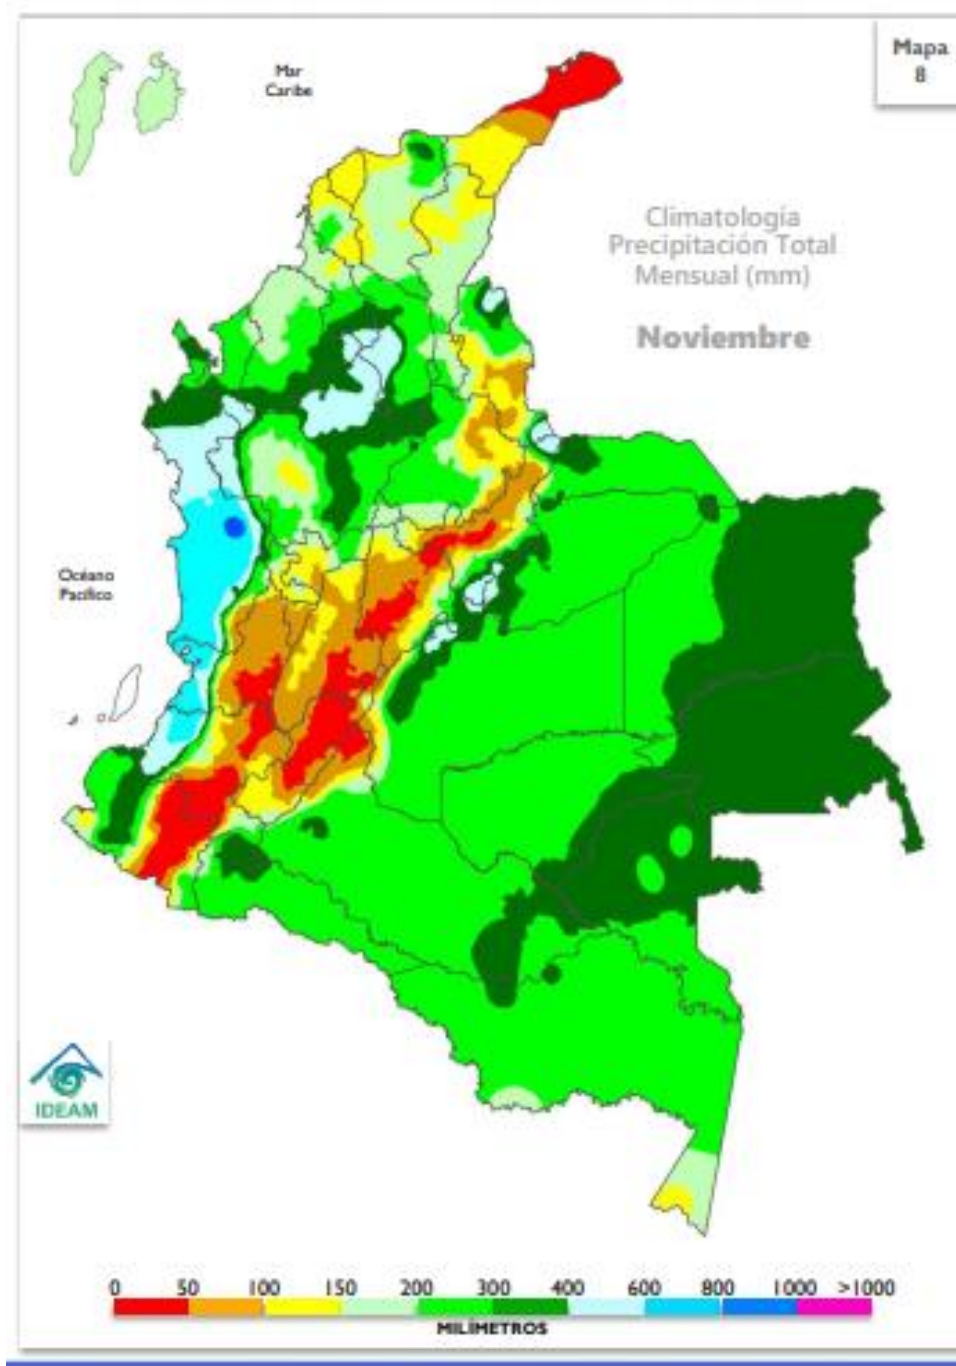 Mapa
8
Mar
Caribe
Climatología
Precipitación Total
Mensual (mm)
Noviembre
Océano
Pacífico
IDEAM
0 50 100 150 200 300 400 600 800 1000 >1000
MILÍMETROS